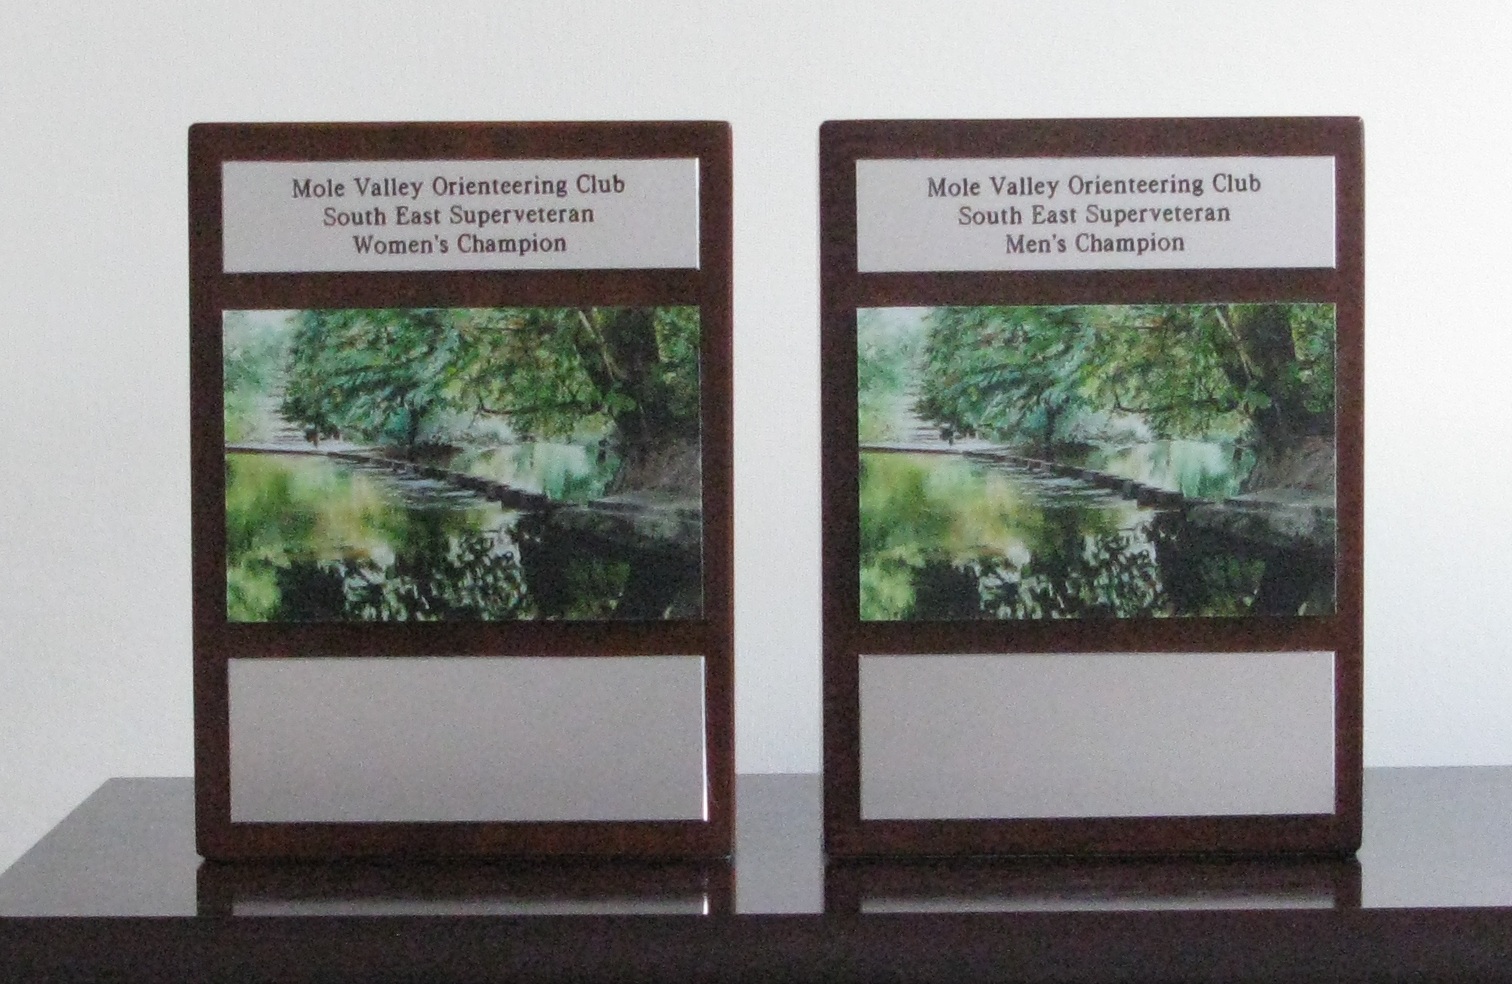 Mole Valley Orienteering Club
South East Superveteran
Women's Champion
Mole Valley Orienteering Club
South East Superveteran
Men's Champion